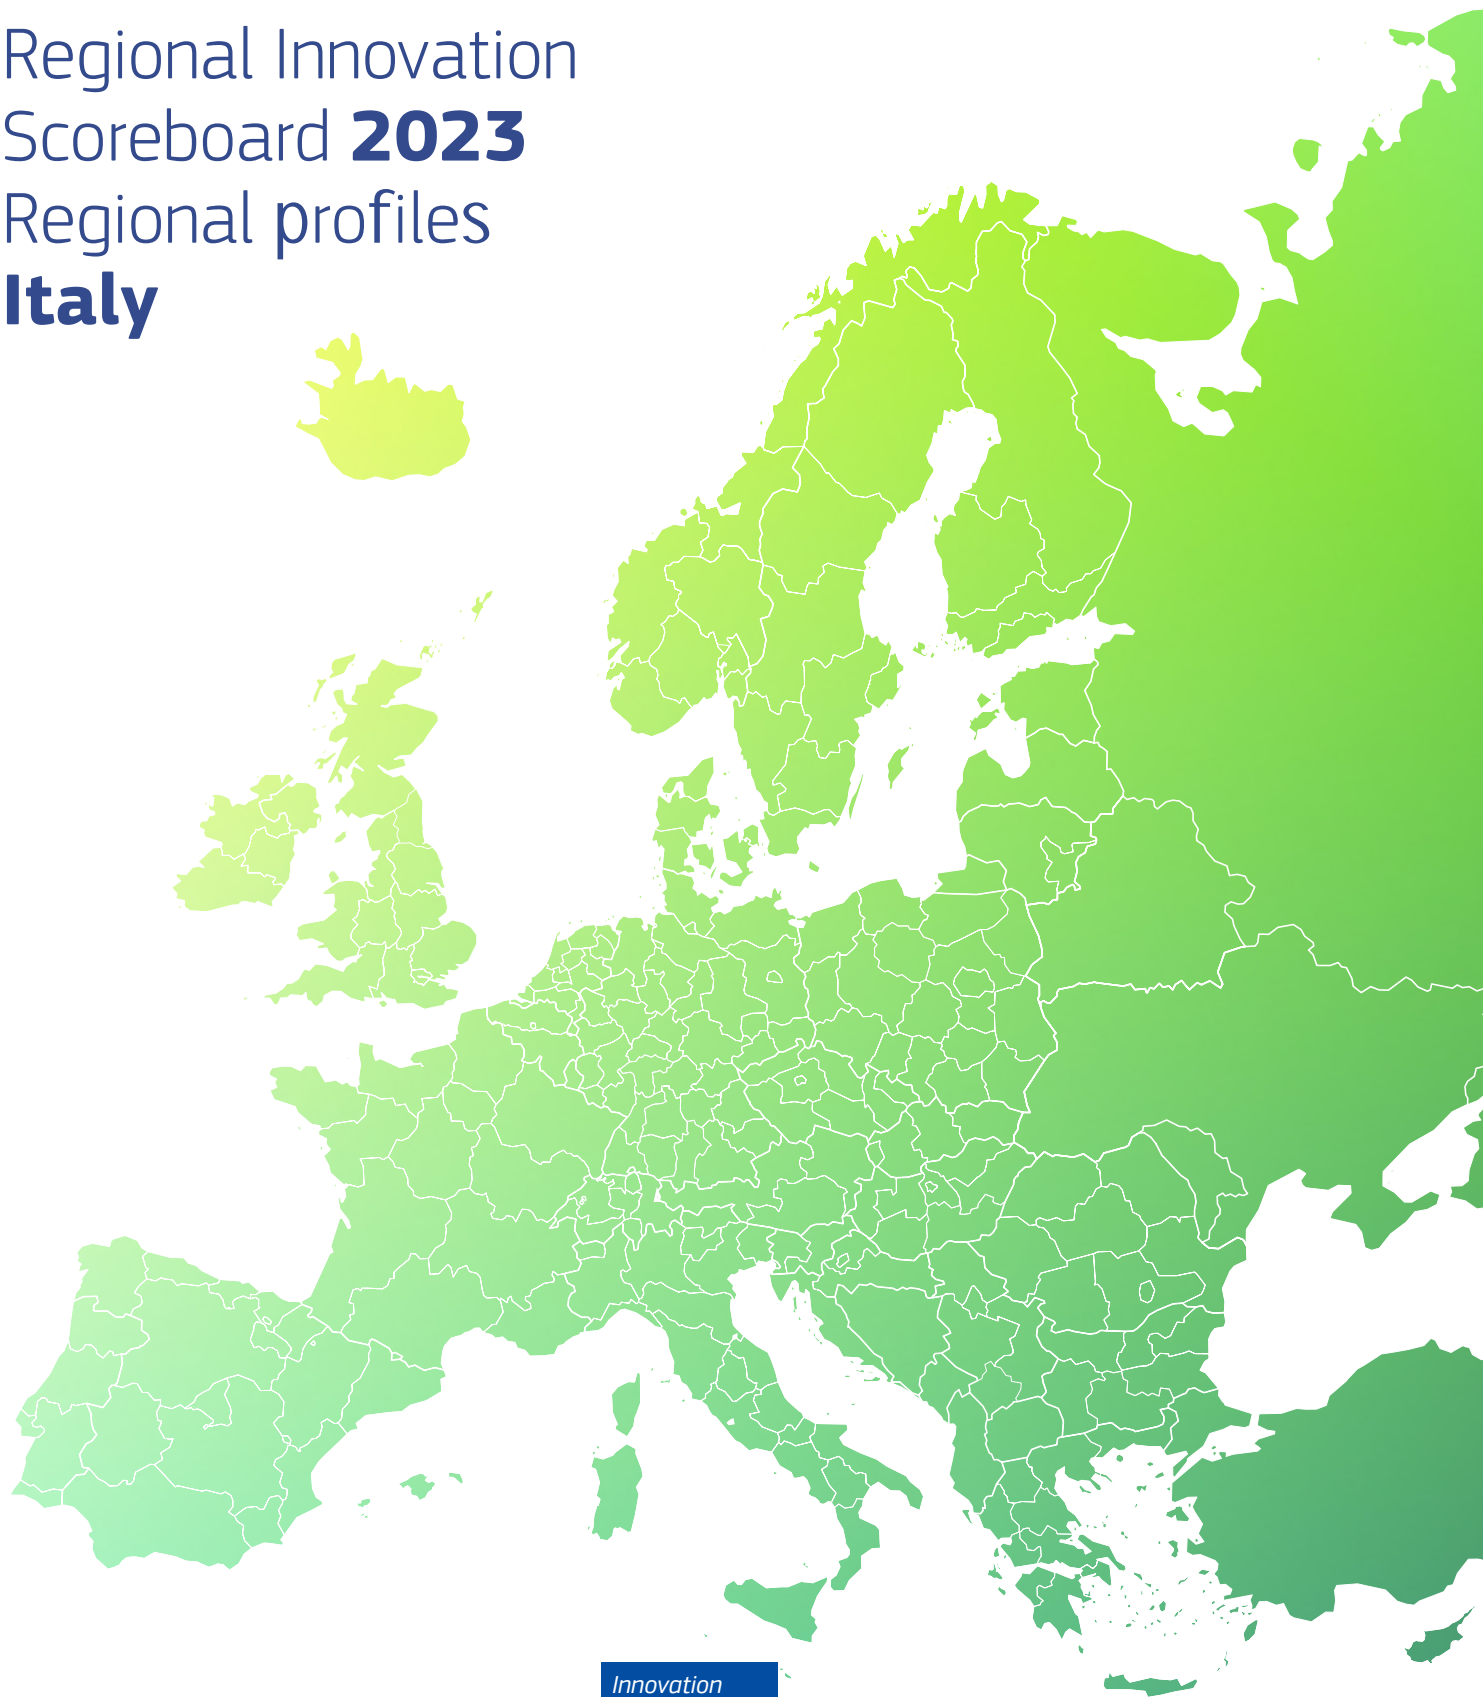 Regional Innovation
Scoreboard 2023
Regional profiles
Italy
Innovation